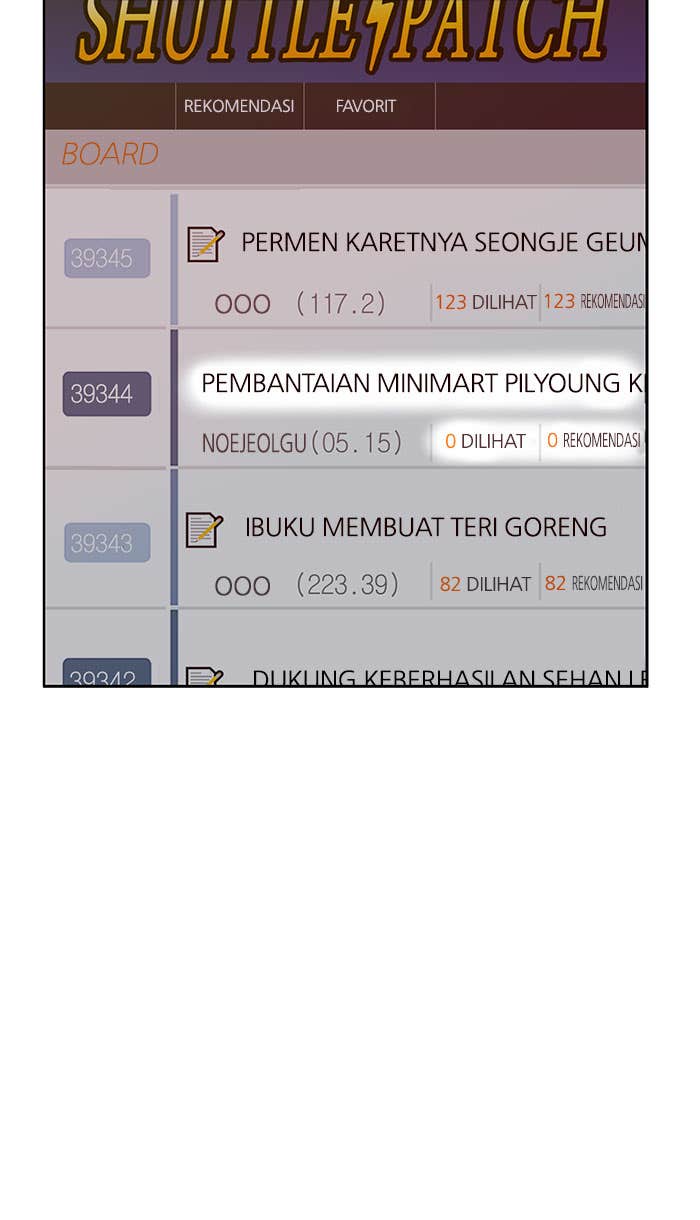 SHUTTLE PATCH
REKOMENDASI FAVORIT
BOARD
39345 PERMEN KARETNYA SEONGJE GEUM
OOO (117.2) 123 DILIHAT 123 REKOMENDASI
39344 PEMBANTAIAN MINIMART PILYOUNG
NOEJEOLGU(05.15) 0 DILIHAT 0 REKOMENDASI
39343 IBUKU MEMBUAT TERI GORENG
OOO (223.39) 82 DILIHAT 82 REKOMENDASI
39342 DUKUNG KEBERHASILAN SEHAN